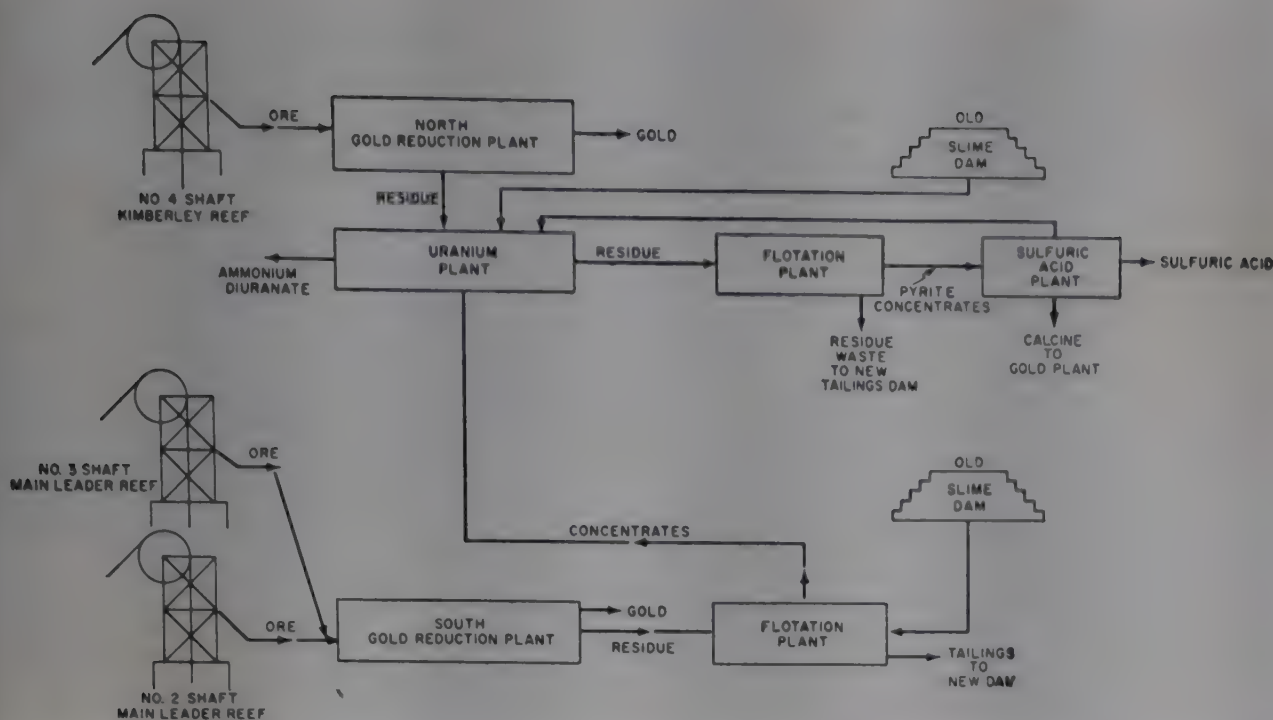 ORE
NORTH
GOLD REDUCTION PLANT
GOLD
OLD
SLIME
DAM
NO 4 SHAFT
KIMBERLEY REEF
RESIDUE
URANIUM
PLANT
RESIDUE
FLOTATION
PLANT
SULFURIC
ACID
PLANT
SULFURIC ACID
AMMONIUM
DIURANATE
PYRITE
CONCENTRATES
RESIDUE
WASTE
TO NEW
TAILINGS DAM
CALCINE
TO
GOLD PLANT
NO. 3 SHAFT
MAIN LEADER REEF
ORE
OLD
SLIME
DAM
CONCENTRATES
ORE
SOUTH
GOLD REDUCTION PLANT
GOLD
RESIDUE
FLOTATION
PLANT
TAILINGS
TO
NEW DAM
NO. 2 SHAFT
MAIN LEADER REEF